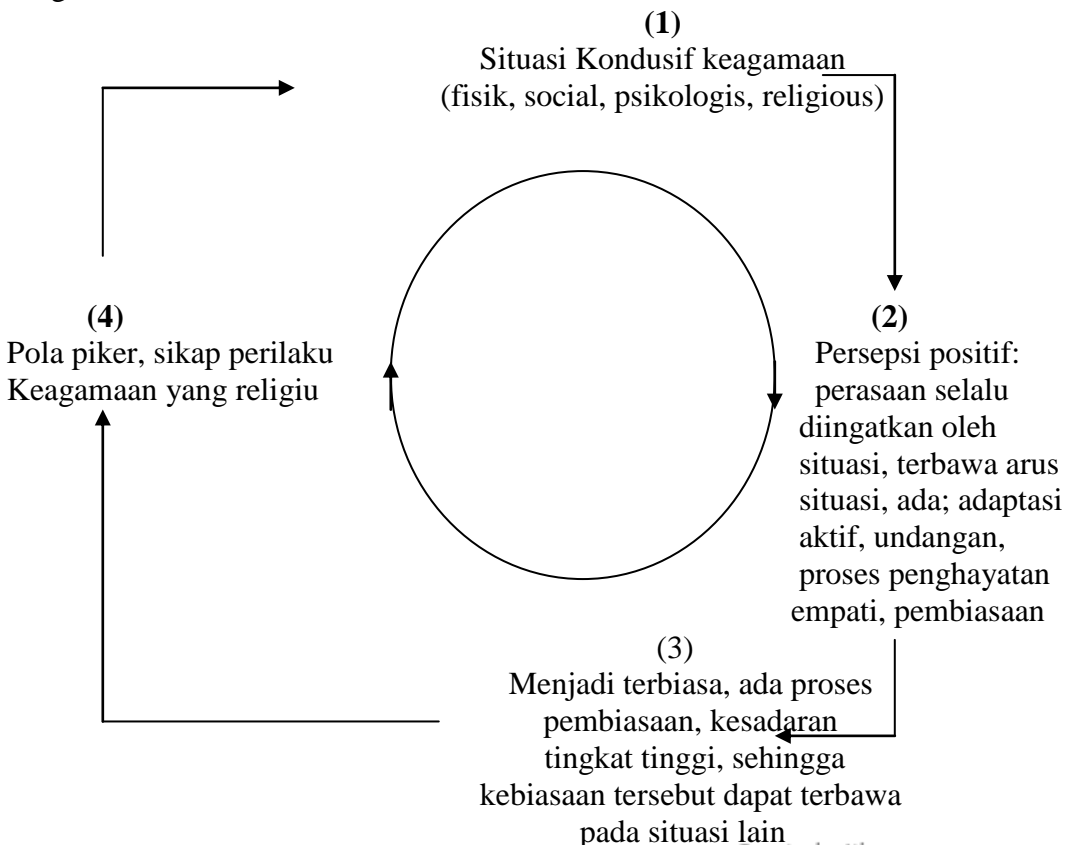 (1)
Situasi Kondusif keagamaan
(fisik, social, psikologis, religious)
(4)
Pola piker, sikap perilaku
Keagamaan yang religiu
(2)
Persepsi positif:
perasaan selalu
diingatkan oleh
situasi, terbawa arus
situasi, ada; adaptasi
aktif, undangan,
proses penghayatan
empati, pembiasaan
(3)
Menjadi terbiasa, ada proses
pembiasaan, kesadaran
tingkat tinggi, sehingga
kebiasaan tersebut dapat terbawa
pada situasi lain